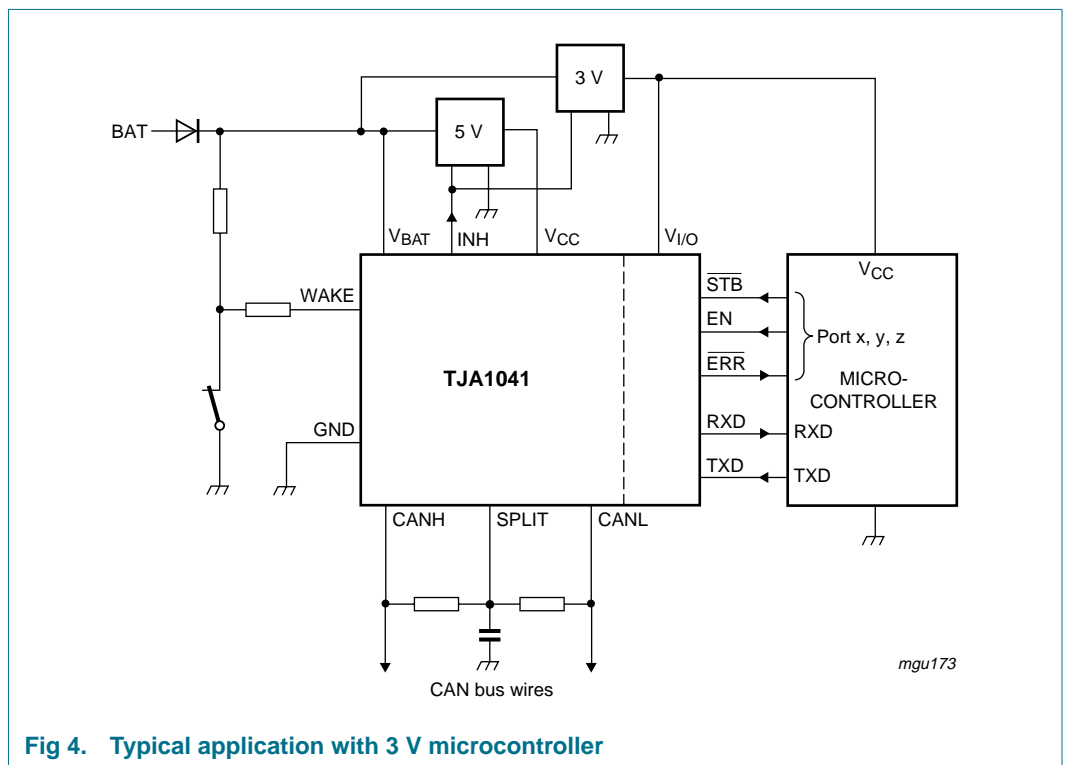 3 V
BAT
5 V
VBAT
INH
VCC
VI/O
VCC
WAKE
STB
EN
Port x, y, z
ERR
TJA1041
MICRO-
CONTROLLER
GND
RXD
RXD
TXD
TXD
CANH
SPLIT
CANL
mgu173
CAN bus wires
Fig 4. Typical application with 3 V microcontroller